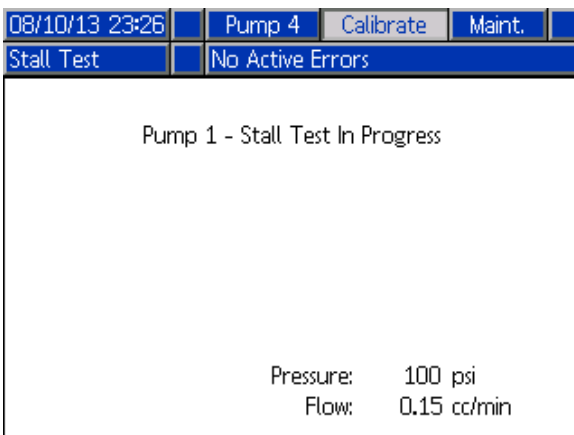 08/10/13 23:26 Pump 4 Calibrate Maint.
Stall Test No Active Errors
Pump 1 - Stall Test In Progress
Pressure: 100 psi
Flow: 0.15 cc/min